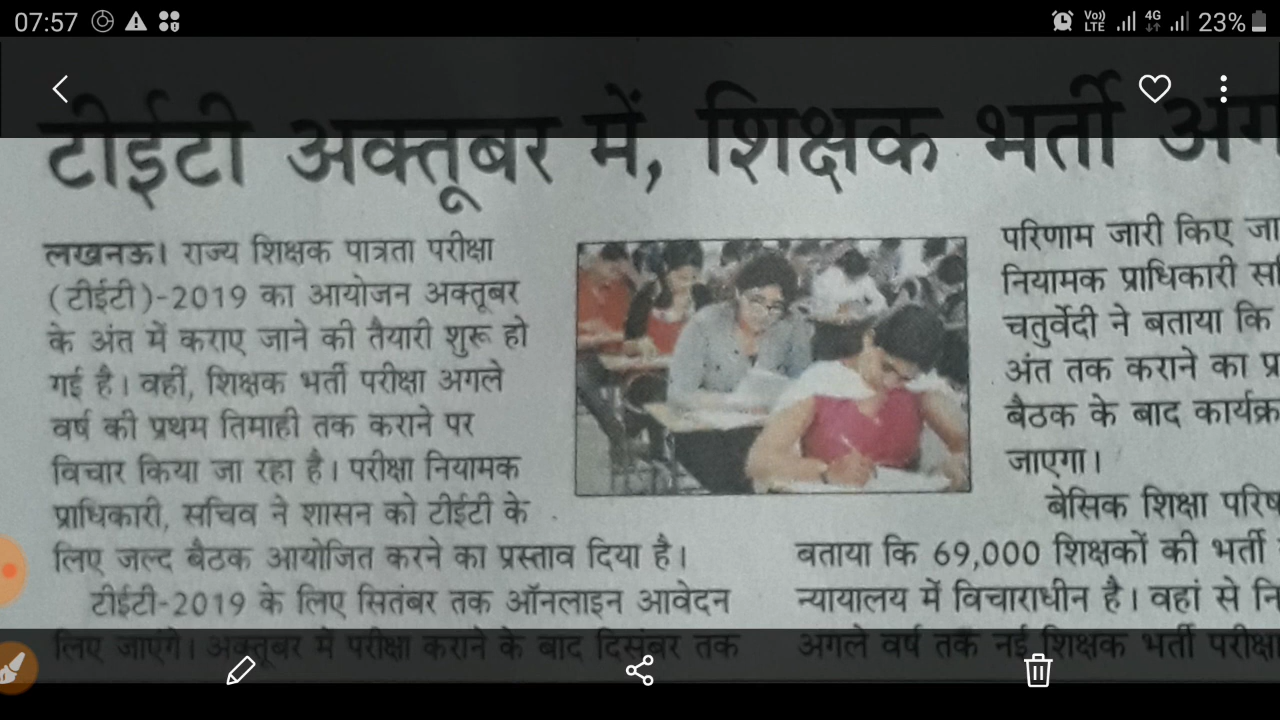 07:57
Vo)) LTE 4G 23%
टीईटी अक्तूबर में, शिक्षक भर्ती
लखनऊ। राज्य शिक्षक पात्रता परीक्षा
(टीईटी)-2019 का आयोजन अक्तूबर
के अंत में कराए जाने की तैयारी शुरू हो
गई है। वहीं, शिक्षक भर्ती परीक्षा अगले
वर्ष की प्रथम तिमाही तक कराने पर
विचार किया जा रहा है। परीक्षा नियामक
प्राधिकारी, सचिव ने शासन को टीईटी के
लिए जल्द बैठक आयोजित करने का प्रस्ताव दिया है।
टीईटी-2019 के लिए सितंबर तक ऑनलाइन आवेदन
लिए जाएंगे। अक्तूबर में परीक्षा कराने के बाद दिसंबर तक
परिणाम जारी किए
नियामक प्राधिकारी
चतुर्वेदी ने बताया कि
अंत तक कराने का
बैठक के बाद
जाएगा।
बेसिक शिक्षा
बताया कि 69,000 शिक्षकों की भर्ती
न्यायालय में विचाराधीन है। वहां से
अगले वर्ष तक नई शिक्षक भर्ती परीक्षा